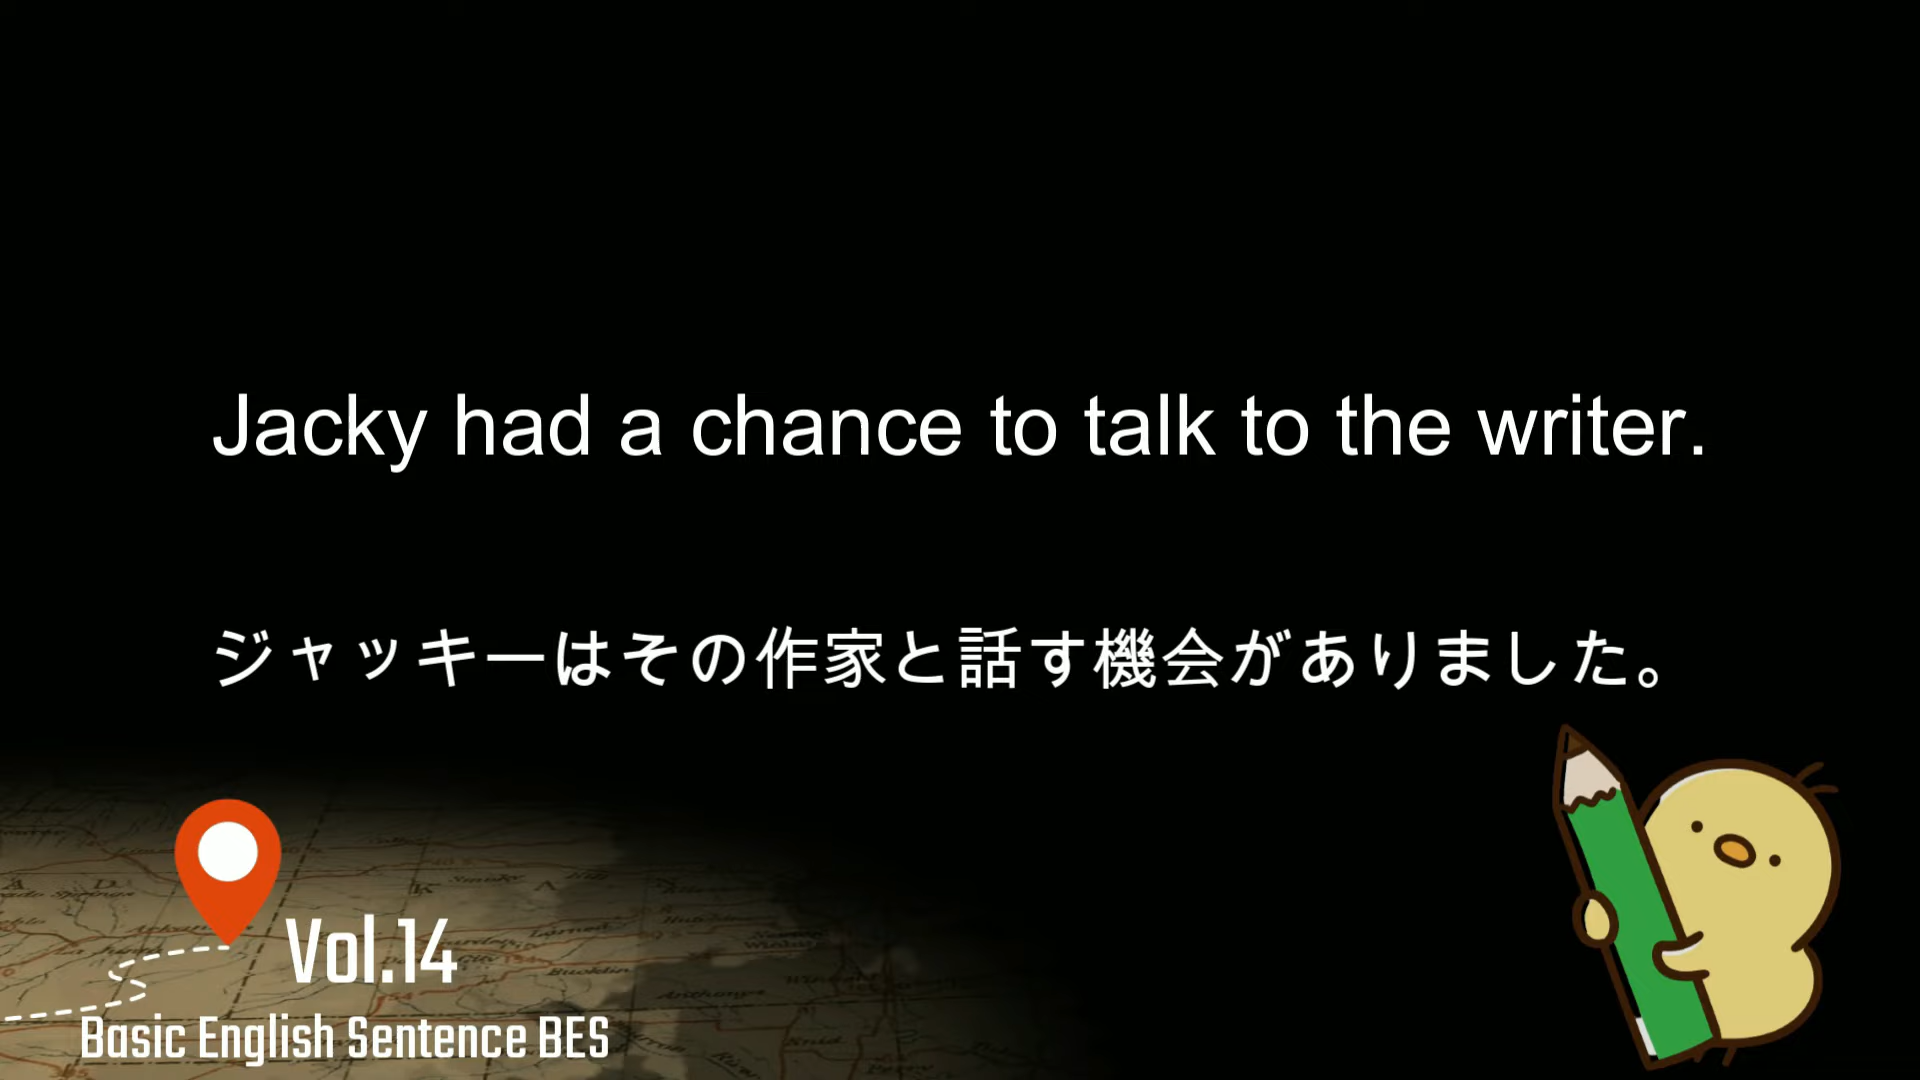 Jacky had a chance to talk to the writer.
ジャッキーはその作家と話す機会がありました。
Vol.14
Basic English Sentence BES